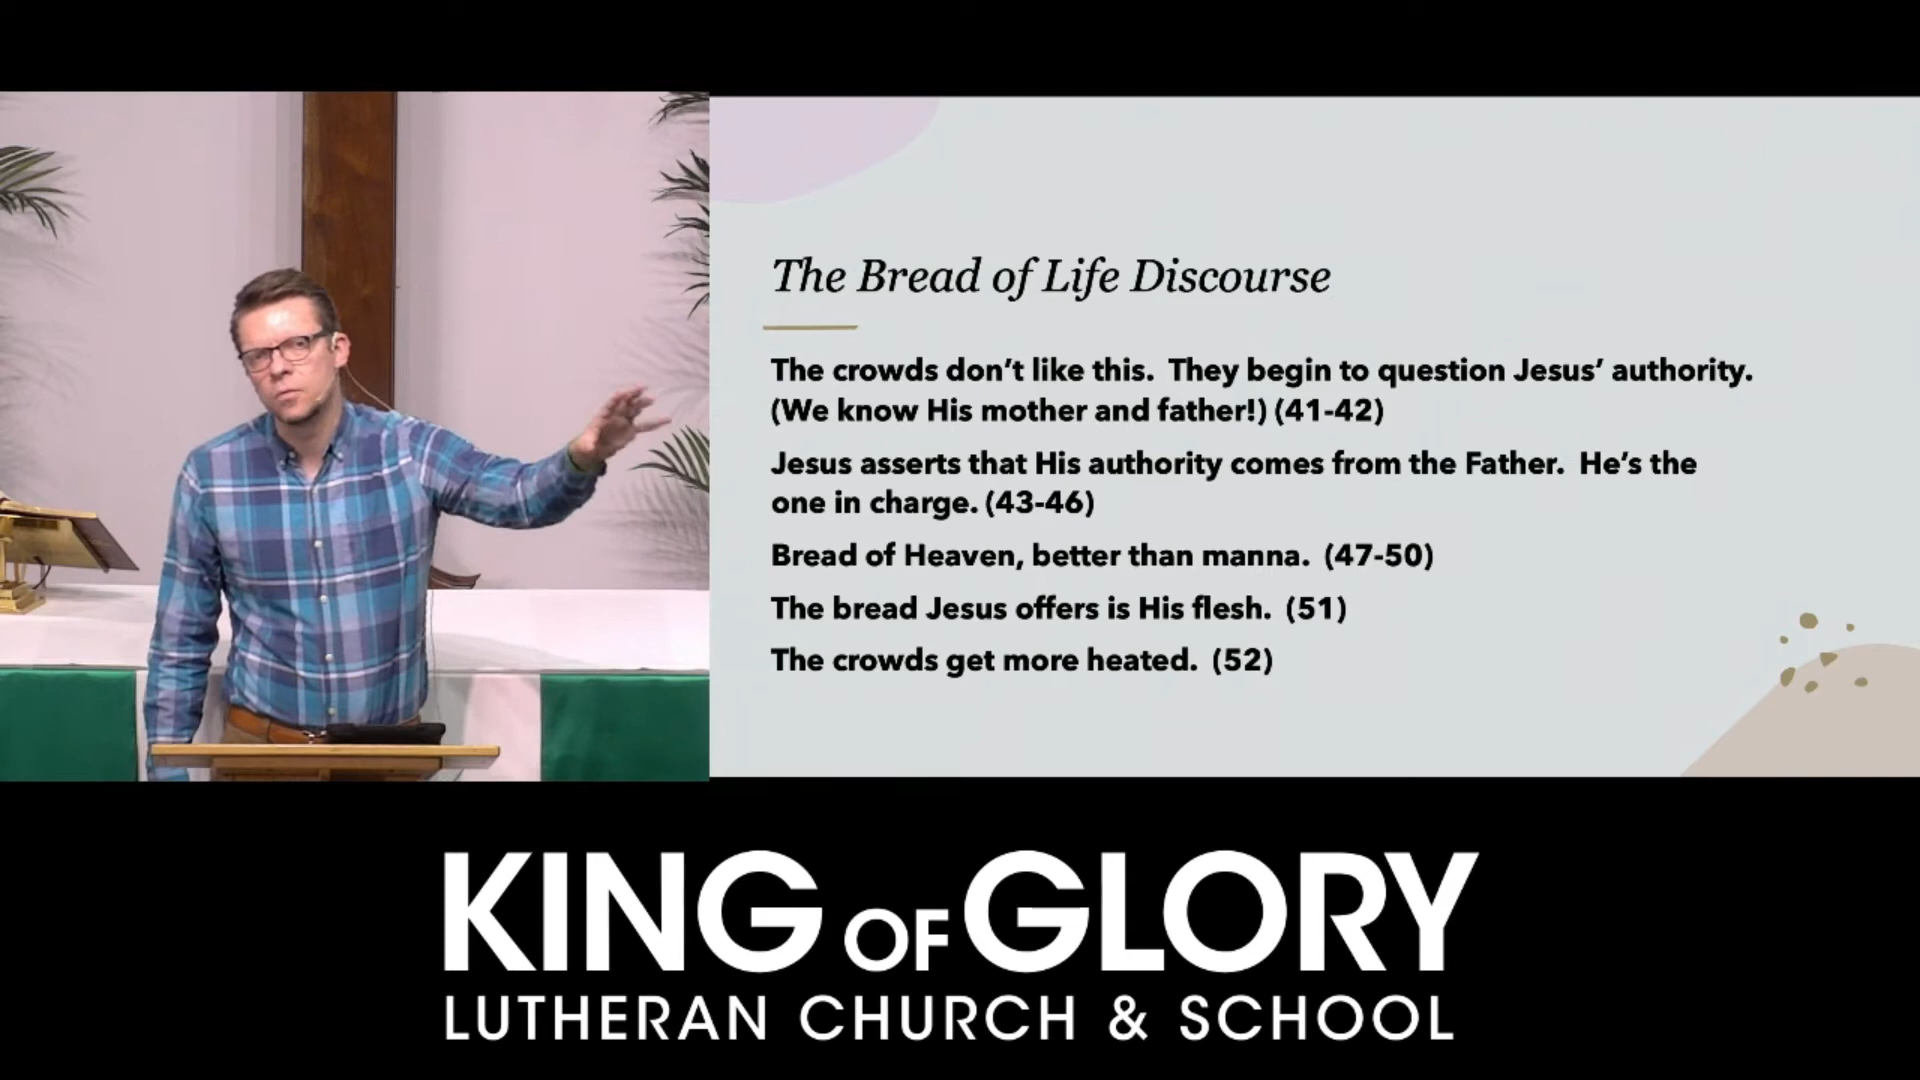 The Bread of Life Discourse
The crowds don’t like this.  They begin to question Jesus’ authority.
(We know His mother and father!) (41-42)
Jesus asserts that His authority comes from the Father.  He’s the
one in charge. (43-46)
Bread of Heaven, better than manna.  (47-50)
The bread Jesus offers is His flesh.  (51)
The crowds get more heated.  (52)
KING OF GLORY
LUTHERAN CHURCH & SCHOOL